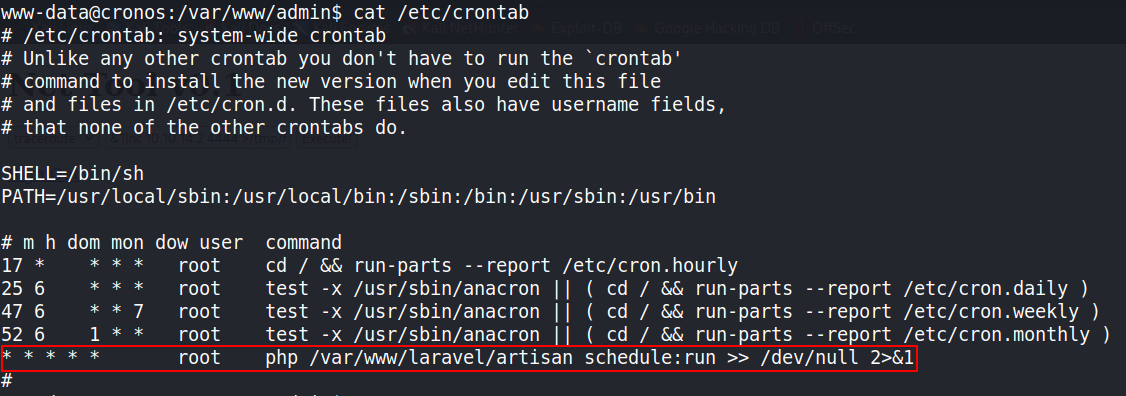 www-data@cronos:/var/www/admin$ cat /etc/crontab
# /etc/crontab: system-wide crontab
# Unlike any other crontab you don't have to run the `crontab'
# command to install the new version when you edit this file
# and files in /etc/cron.d. These files also have username fields,
# that none of the other crontabs do.

SHELL=/bin/sh
PATH=/usr/local/sbin:/usr/local/bin:/sbin:/bin:/usr/sbin:/usr/bin

# m h dom mon dow user  command
17 *    * * *   root    cd / && run-parts --report /etc/cron.hourly
25 6    * * *   root    test -x /usr/sbin/anacron || ( cd / && run-parts --report /etc/cron.daily )
47 6    * * 7   root    test -x /usr/sbin/anacron || ( cd / && run-parts --report /etc/cron.weekly )
52 6    1 * *   root    test -x /usr/sbin/anacron || ( cd / && run-parts --report /etc/cron.monthly )
* * * * *       root    php /var/www/laravel/artisan schedule:run >> /dev/null 2>&1
#